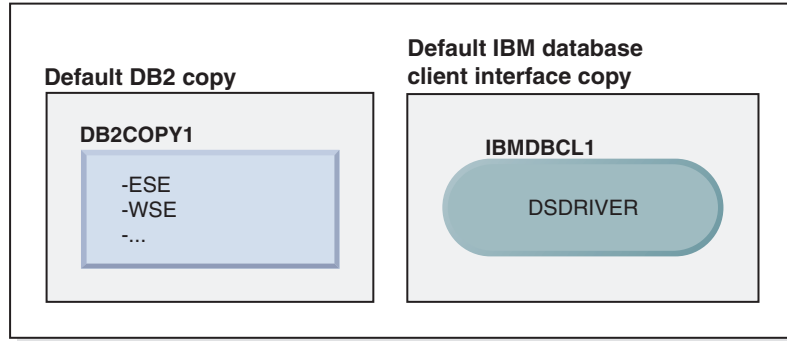 Default DB2 copy
DB2COPY1
-ESE
-WSE
-...
Default IBM database
client interface copy
IBMDBCL1
DSDRIVER